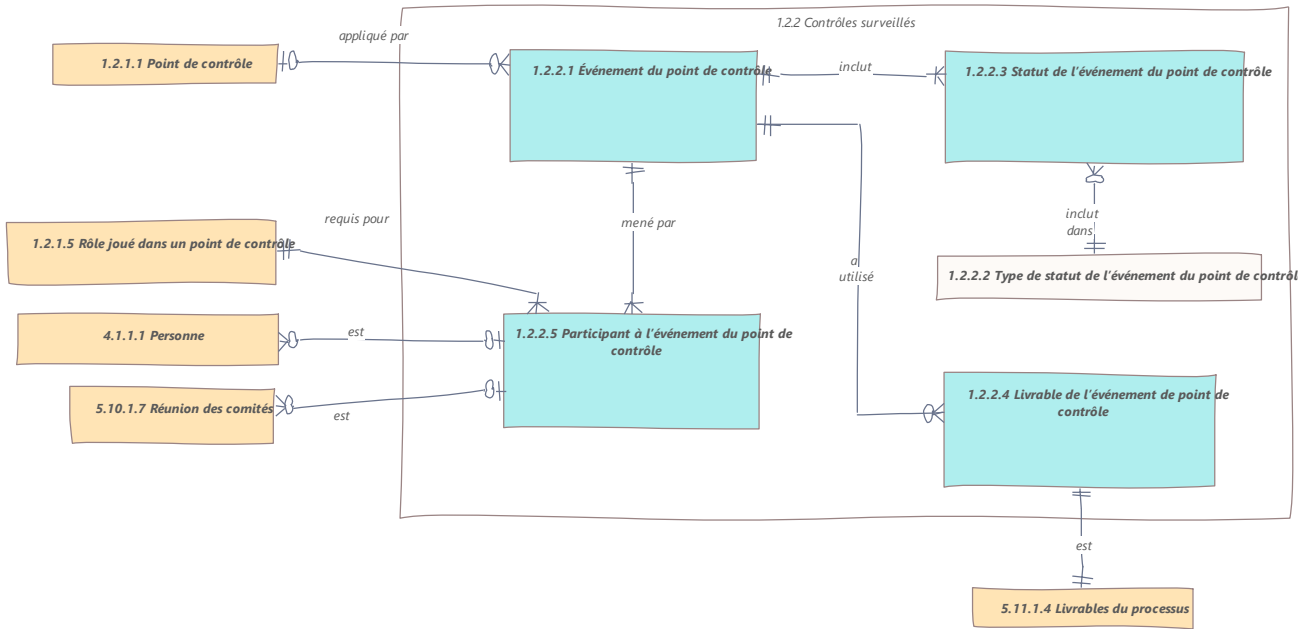 1.2.2 Contrôles surveillés
appliqué par
1.2.1.1 Point de contrôle
1.2.2.1 Événement du point de contrôle
inclut
1.2.2.3 Statut de l'événement du point de contrôle
requis pour
mené par
inclut
dans
1.2.1.5 Rôle joué dans un point de contrôle
a
utilisé
1.2.2.2 Type de statut de l'événement du point de contrôl
4.1.1.1 Personne
est
1.2.2.5 Participant à l'événement du point de
contrôle
5.10.1.7 Réunion des comités
est
1.2.2.4 Livrable de l'événement de point de
contrôle
est
5.11.1.4 Livrables du processus